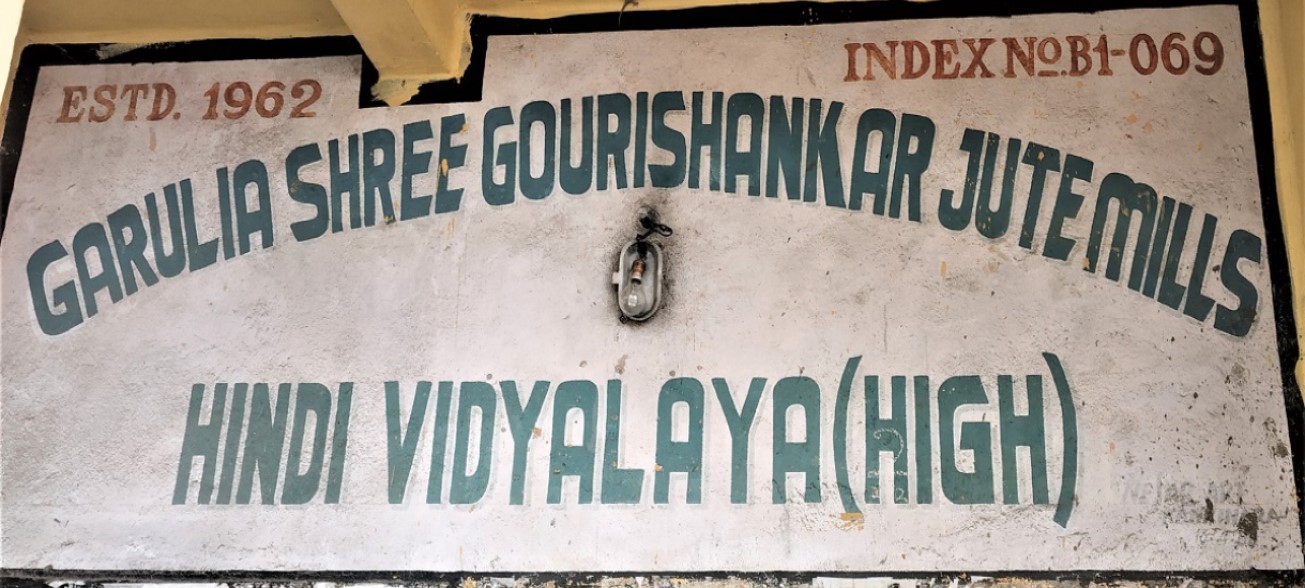 ESTD. 1962
INDEX No. B1-069
GARULIA SHREE GOURISHANKAR JUTE MILLS
HINDI VIDYALAYA (HIGH)